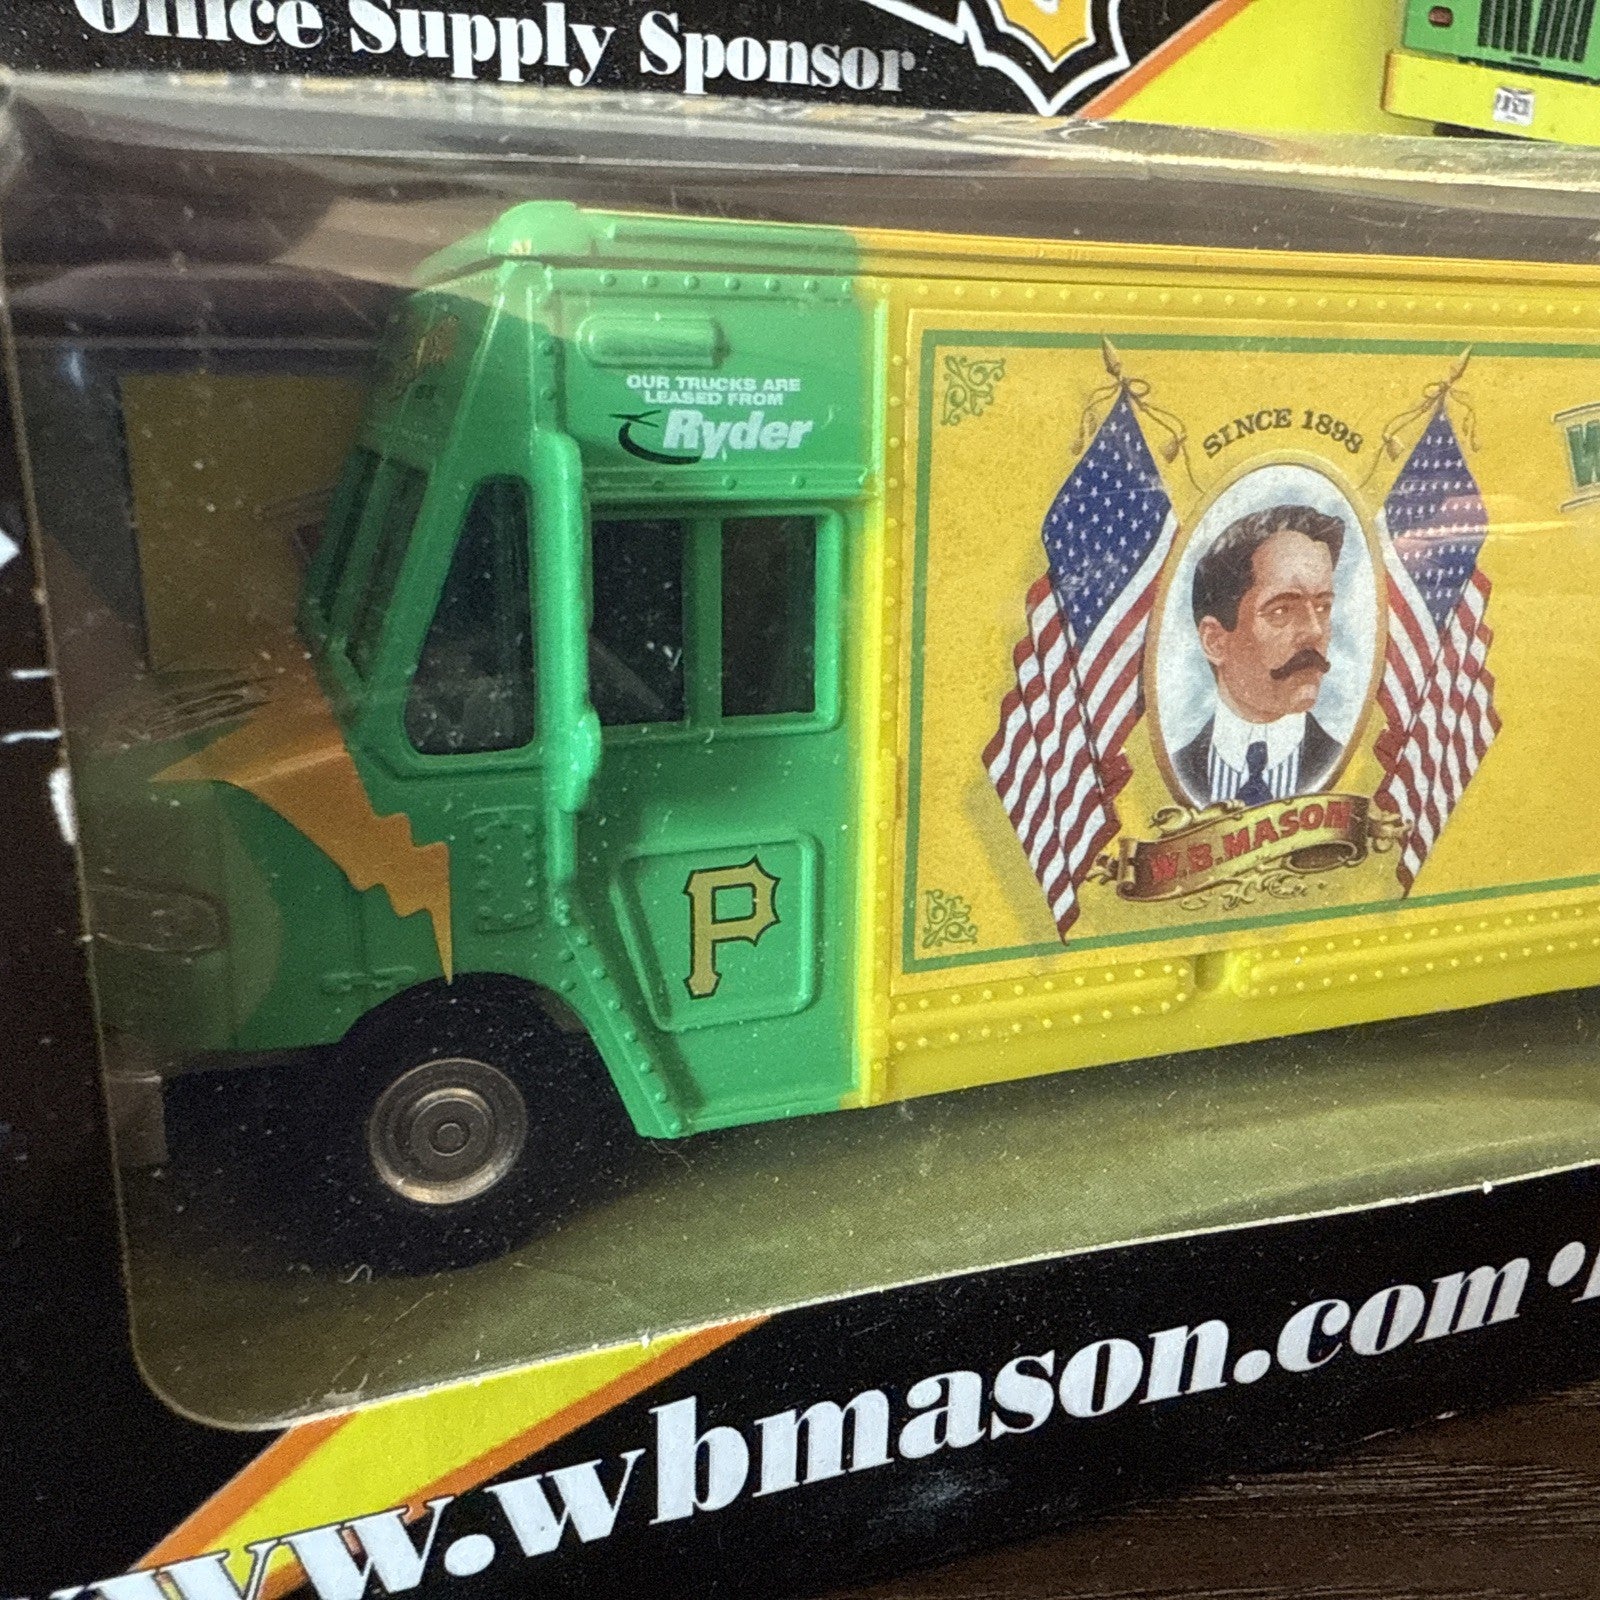 Office Supply Sponsor
OUR TRUCKS ARE
LEASED FROM
Ryder
SINCE 1898
W
P
W.B.MASON
www.wbmason.com •